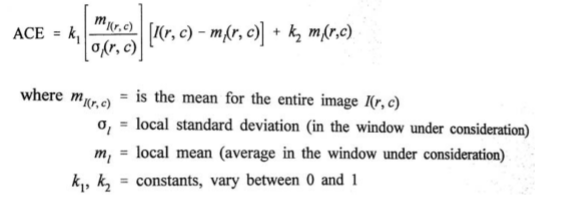 ACE = k₁ [ m_I(r, c) / σ_l(r, c) ] [I(r, c) – m_l(r, c)] + k₂ m_l(r,c)
where m_I(r, c) = is the mean for the entire image I(r, c)
σ_l = local standard deviation (in the window under consideration)
m_l = local mean (average in the window under consideration)
k₁, k₂ = constants, vary between 0 and 1